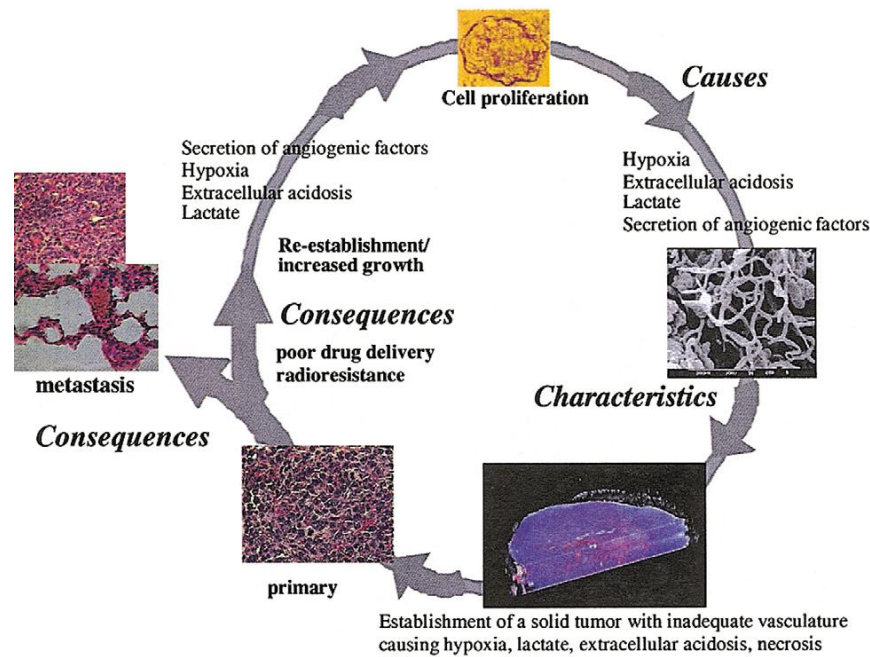 Cell proliferation
Causes
Hypoxia
Extracellular acidosis
Lactate
Secretion of angiogenic factors
Characteristics
Establishment of a solid tumor with inadequate vasculature
causing hypoxia, lactate, extracellular acidosis, necrosis
primary
Consequences
metastasis
Consequences
poor drug delivery
radioresistance
Re-establishment/
increased growth
Secretion of angiogenic factors
Hypoxia
Extracellular acidosis
Lactate